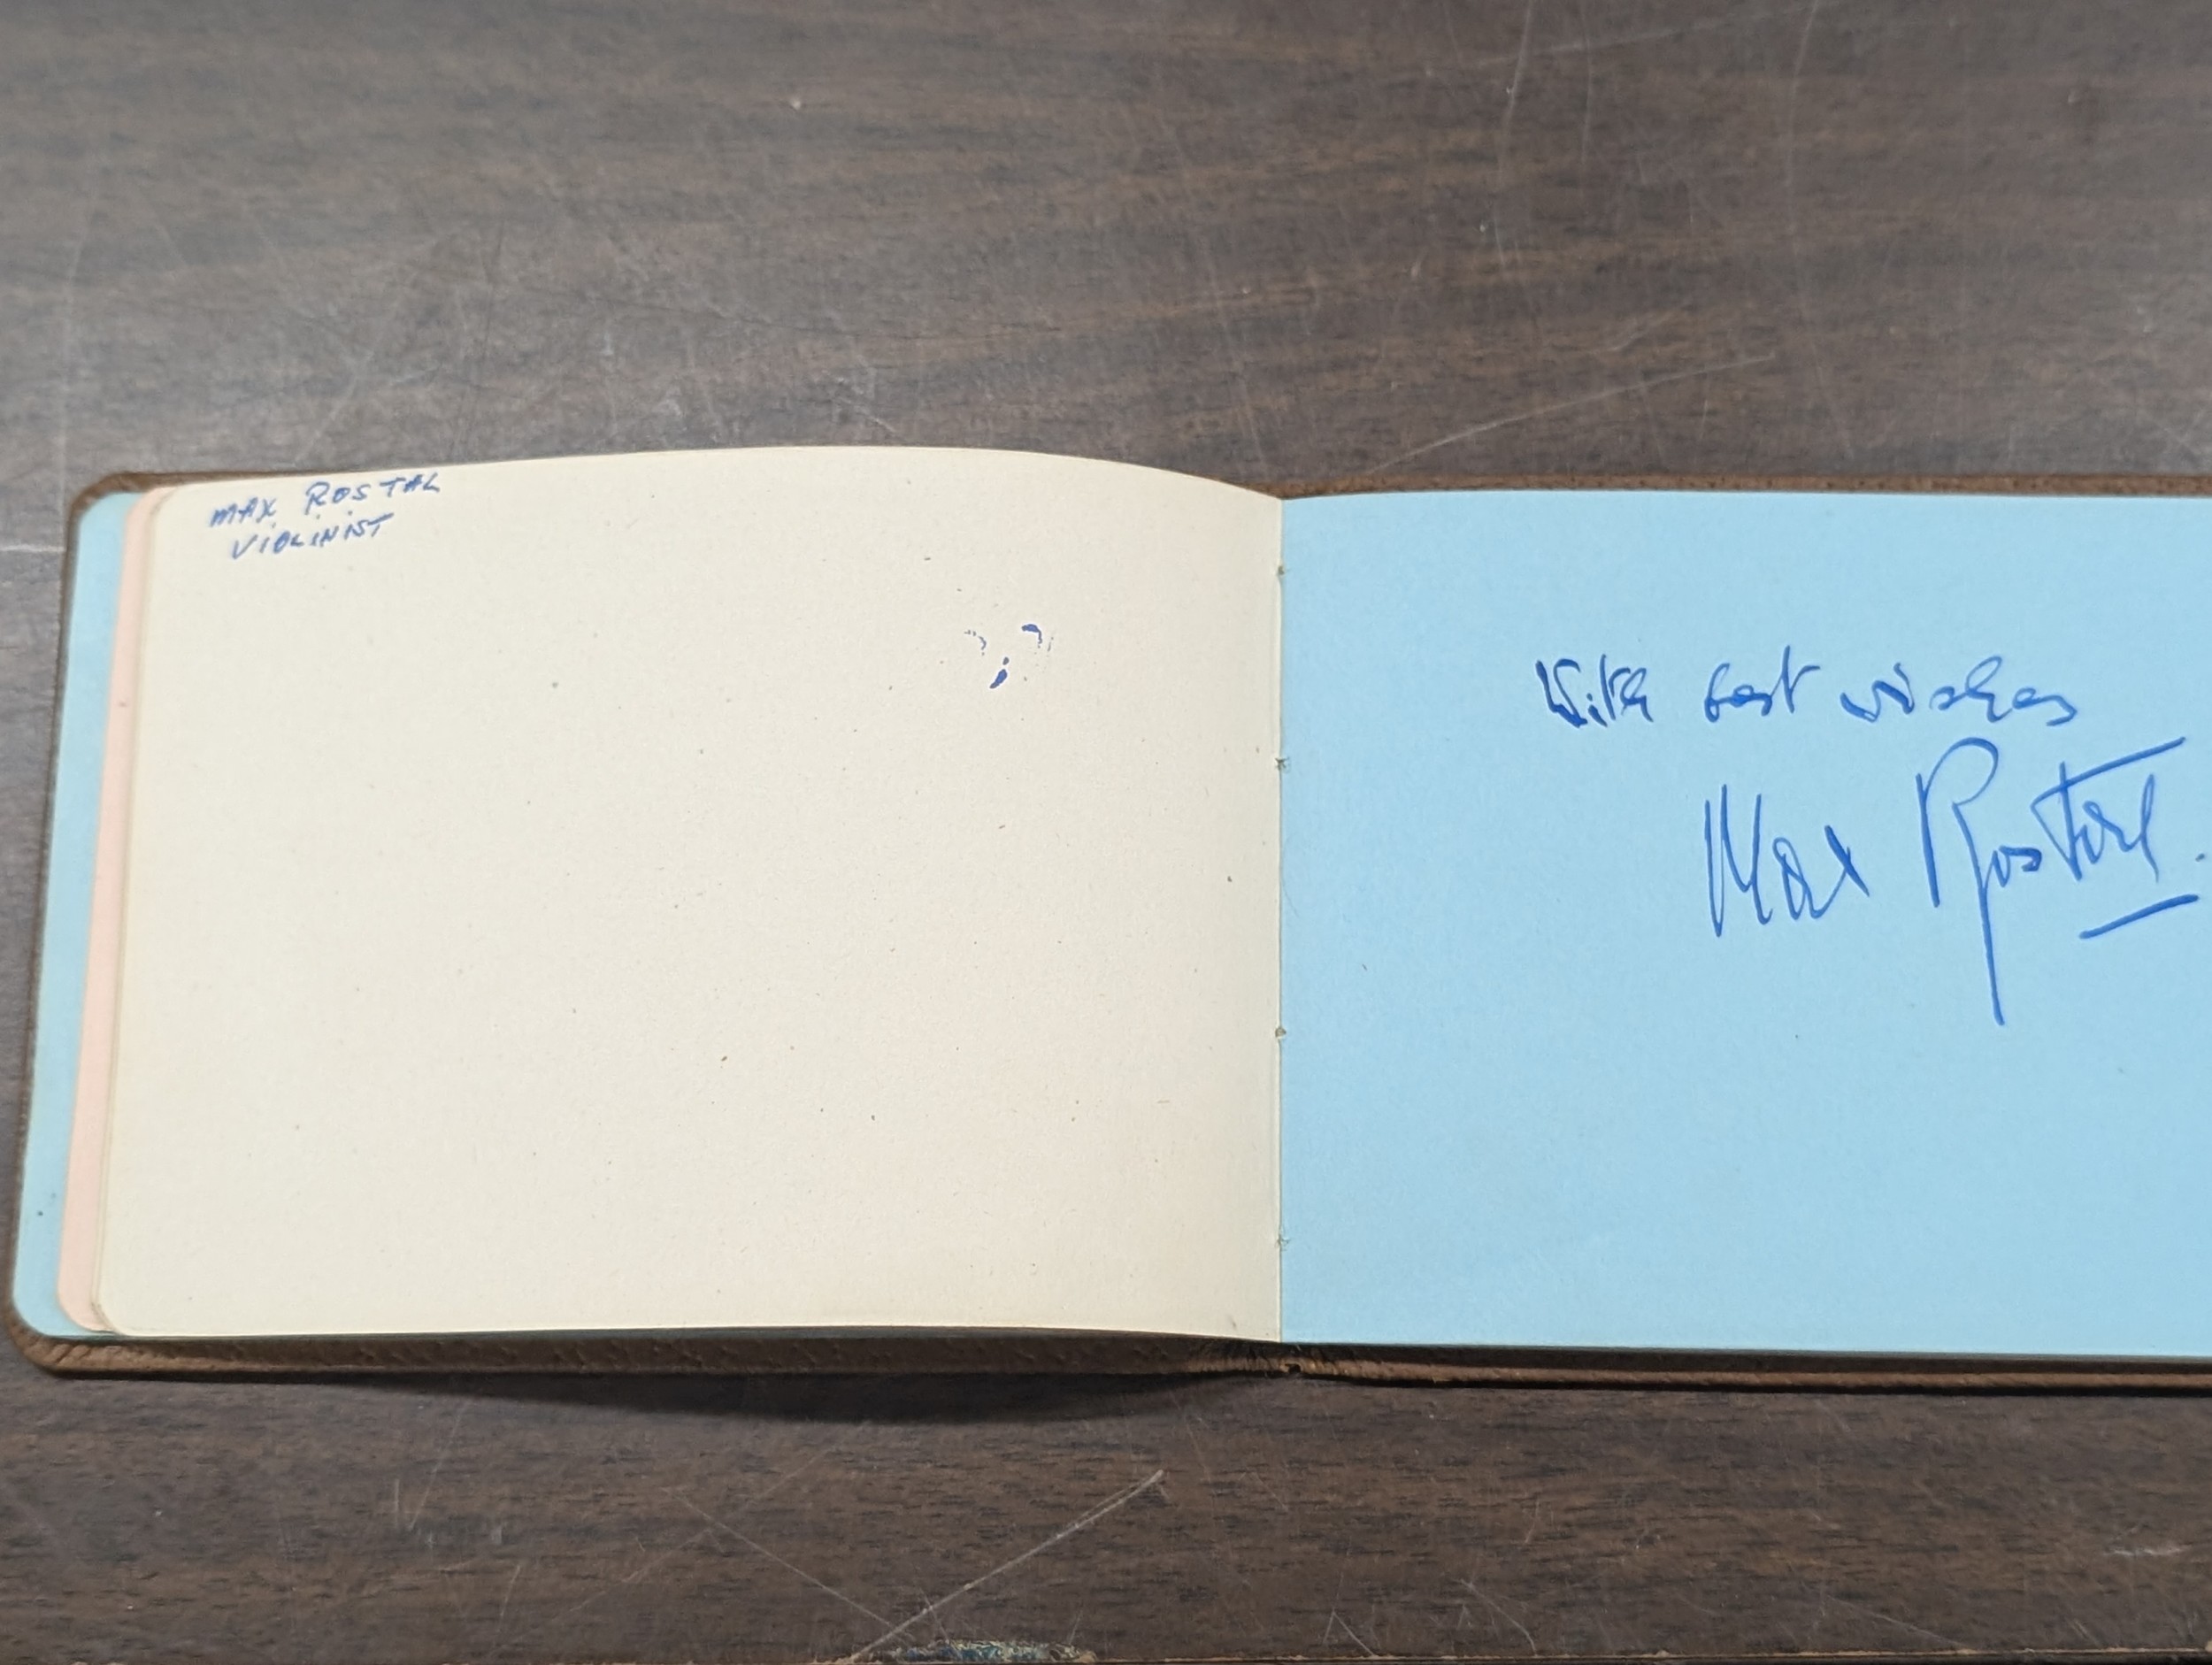 MAX ROSTAL
VIOLINIST
With best wishes
Max Rostal.